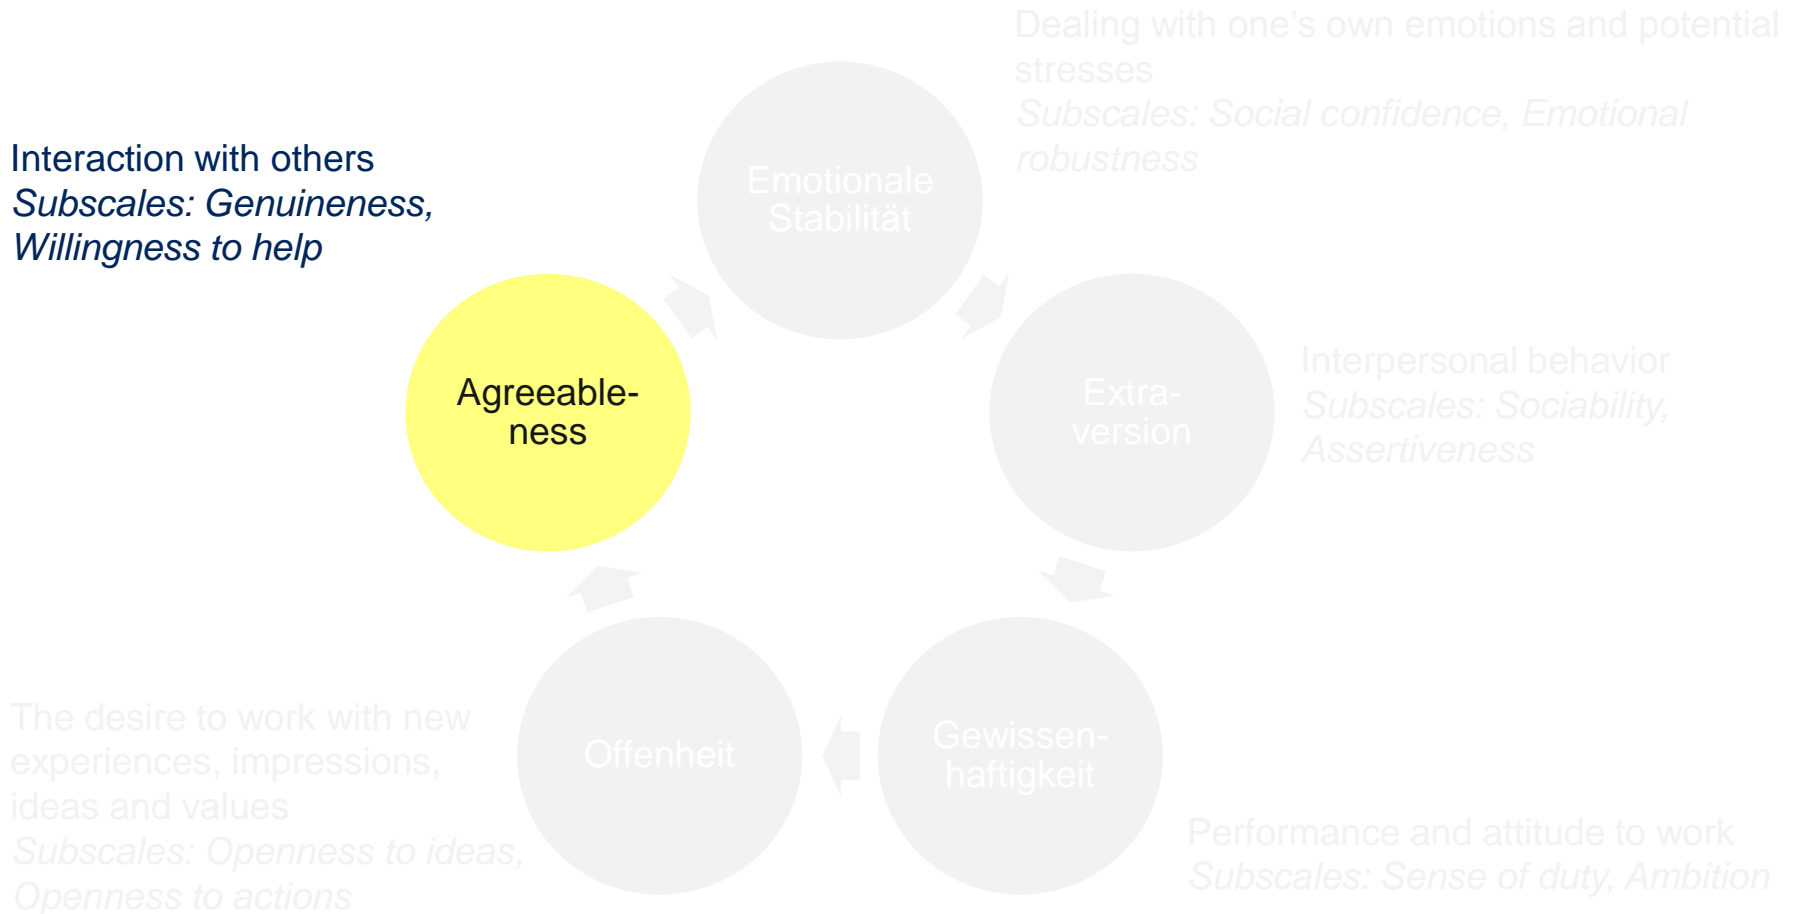 Dealing with one’s own emotions and potential
stresses
Subscales: Social confidence, Emotional
robustness
Interaction with others
Subscales: Genuineness,
Willingness to help
Emotionale
Stabilität
Agreeable-
ness
Extra-
version
Interpersonal behavior
Subscales: Sociability,
Assertiveness
The desire to work with new
experiences, impressions,
ideas and values
Subscales: Openness to ideas,
Openness to actions
Offenheit
Gewissen-
haftigkeit
Performance and attitude to work
Subscales: Sense of duty, Ambition